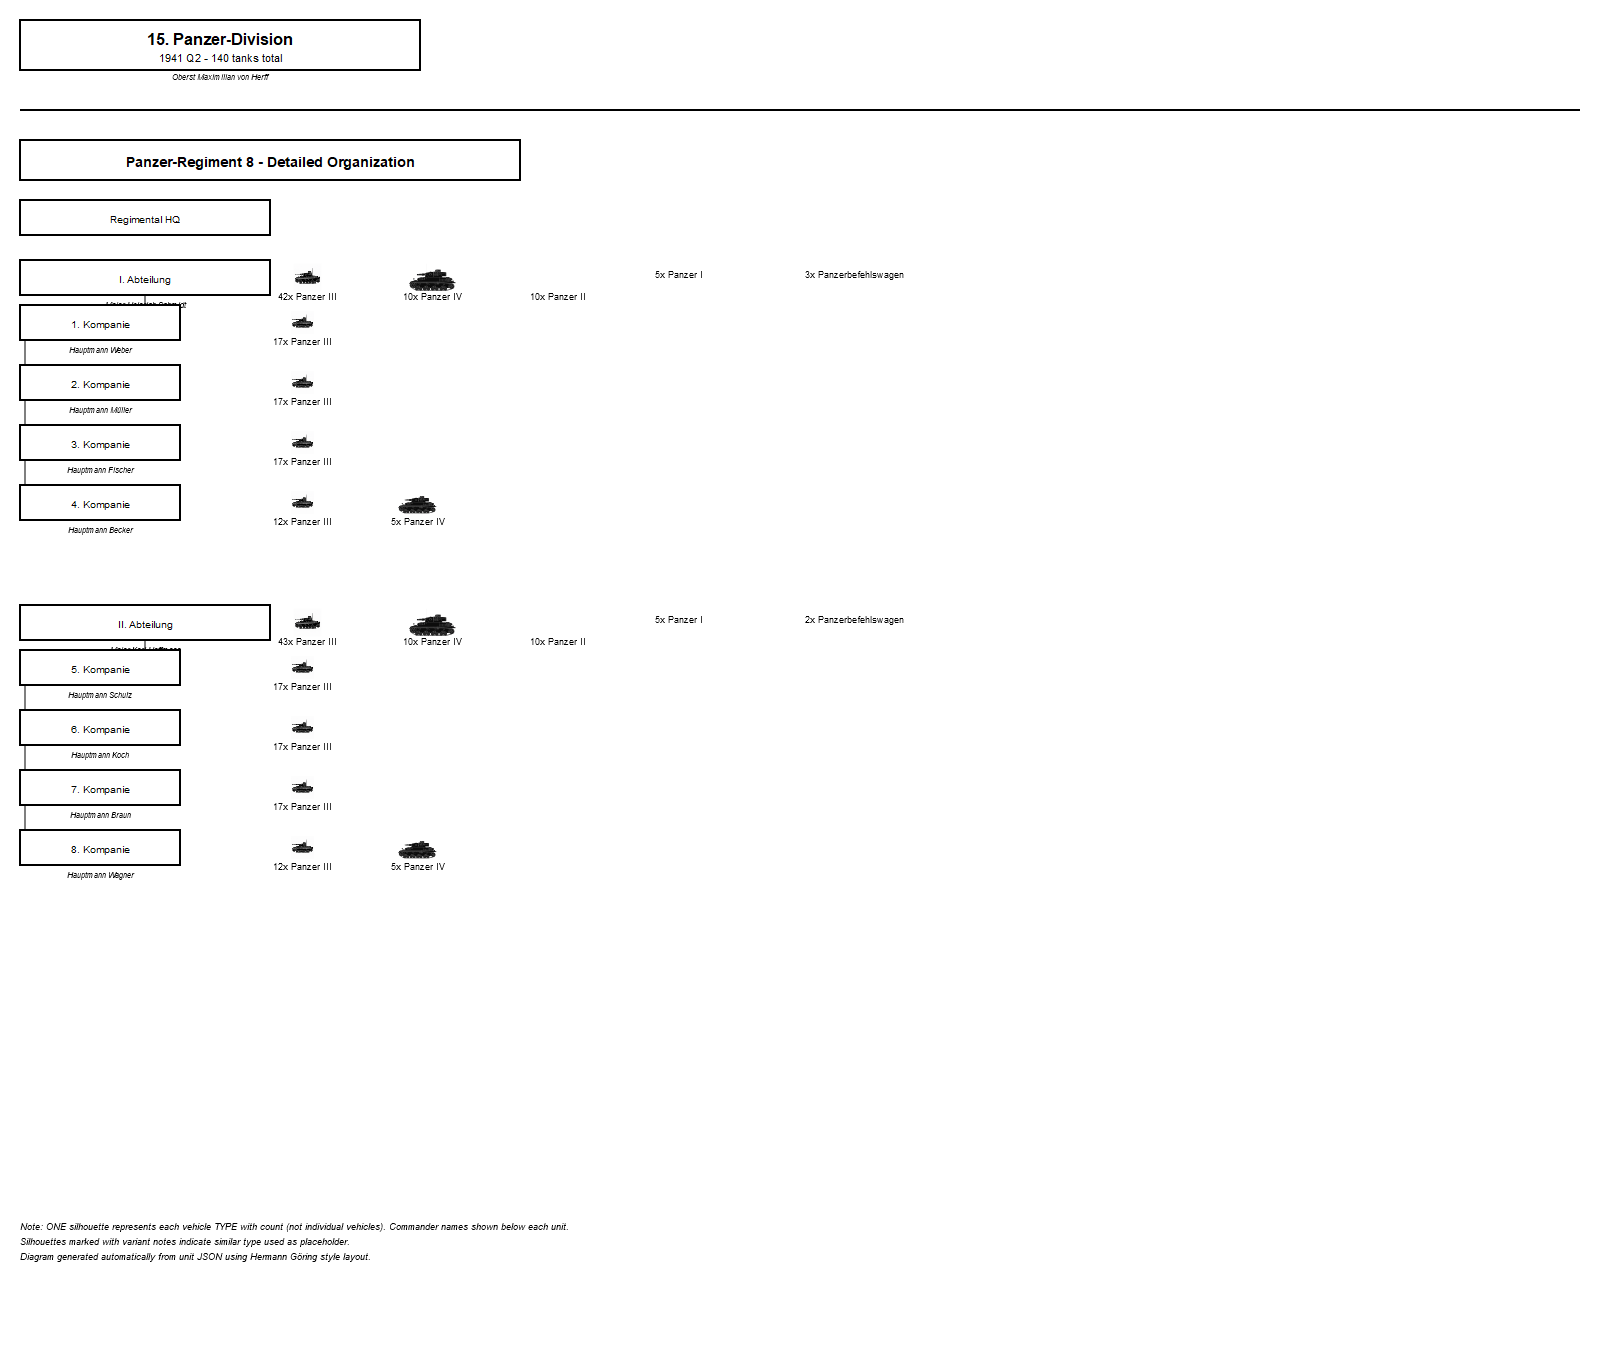 15. Panzer-Division
1941 Q2 - 140 tanks total
Oberst Maximilian von Herff
Panzer-Regiment 8 - Detailed Organization
Regimental HQ
I. Abteilung
42x Panzer III
10x Panzer IV
10x Panzer II
5x Panzer I
3x Panzerbefehlswagen
1. Kompanie
Hauptmann Weber
17x Panzer III
2. Kompanie
Hauptmann Müller
17x Panzer III
3. Kompanie
Hauptmann Fischer
17x Panzer III
4. Kompanie
Hauptmann Becker
12x Panzer III
5x Panzer IV
II. Abteilung
43x Panzer III
10x Panzer IV
10x Panzer II
5x Panzer I
2x Panzerbefehlswagen
5. Kompanie
Hauptmann Schulz
17x Panzer III
6. Kompanie
Hauptmann Koch
17x Panzer III
7. Kompanie
Hauptmann Braun
17x Panzer III
8. Kompanie
Hauptmann Wagner
12x Panzer III
5x Panzer IV
Note: ONE silhouette represents each vehicle TYPE with count (not individual vehicles). Commander names shown below each unit.
Silhouettes marked with variant notes indicate similar type used as placeholder.
Diagram generated automatically from unit JSON using Hermann Göring style layout.